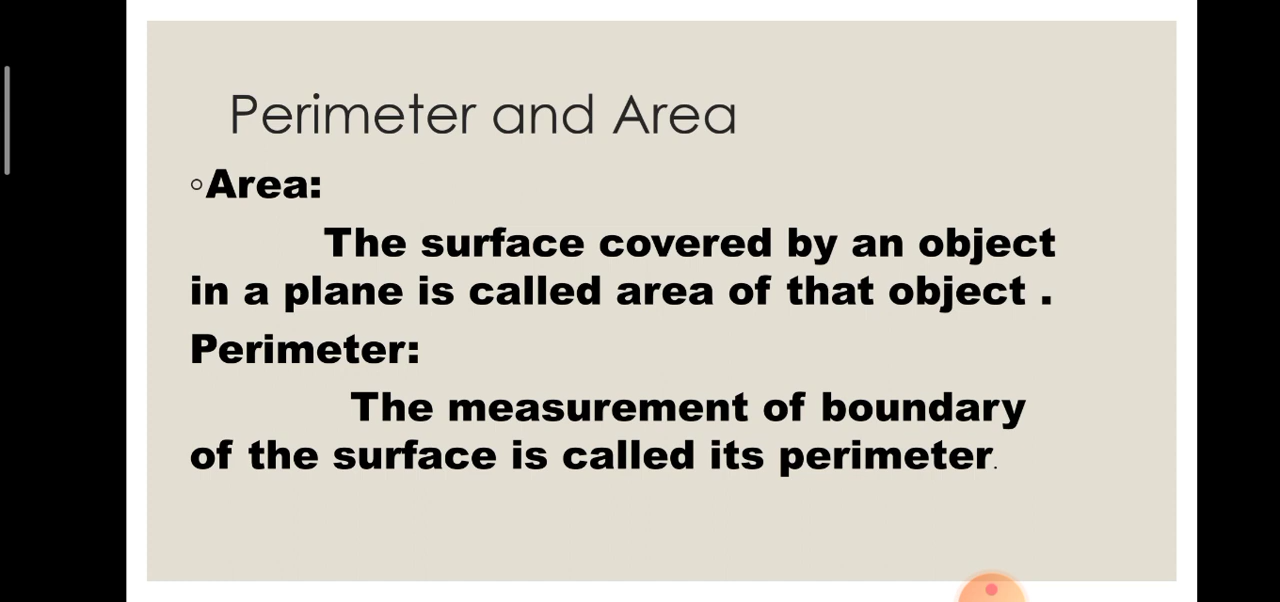 Perimeter and Area
◦Area:
The surface covered by an object
in a plane is called area of that object .
Perimeter:
The measurement of boundary
of the surface is called its perimeter.